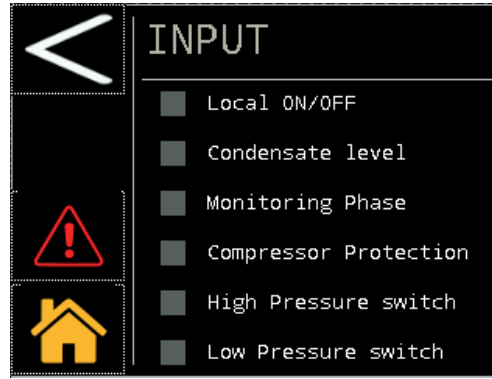 INPUT
Local ON/OFF
Condensate level
Monitoring Phase
Compressor Protection
High Pressure switch
Low Pressure switch